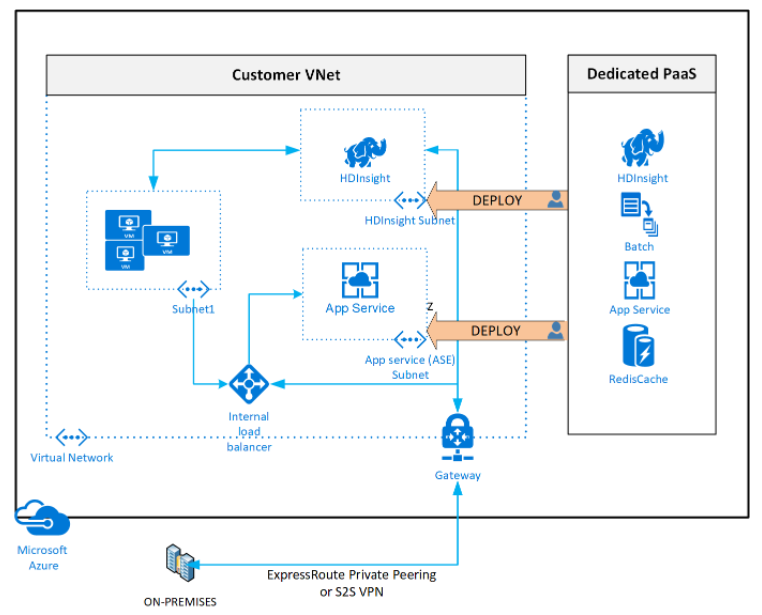 Customer VNet
Dedicated PaaS
HDInsight
HDInsight
DEPLOY
HDInsight Subnet
VM
VM
VM
Batch
Subnet1
App Service
Z
App Service
DEPLOY
App service (ASE)
Subnet
RedisCache
Internal
load
balancer
Virtual Network
Gateway
Microsoft
Azure
ExpressRoute Private Peering
or S2S VPN
ON-PREMISES